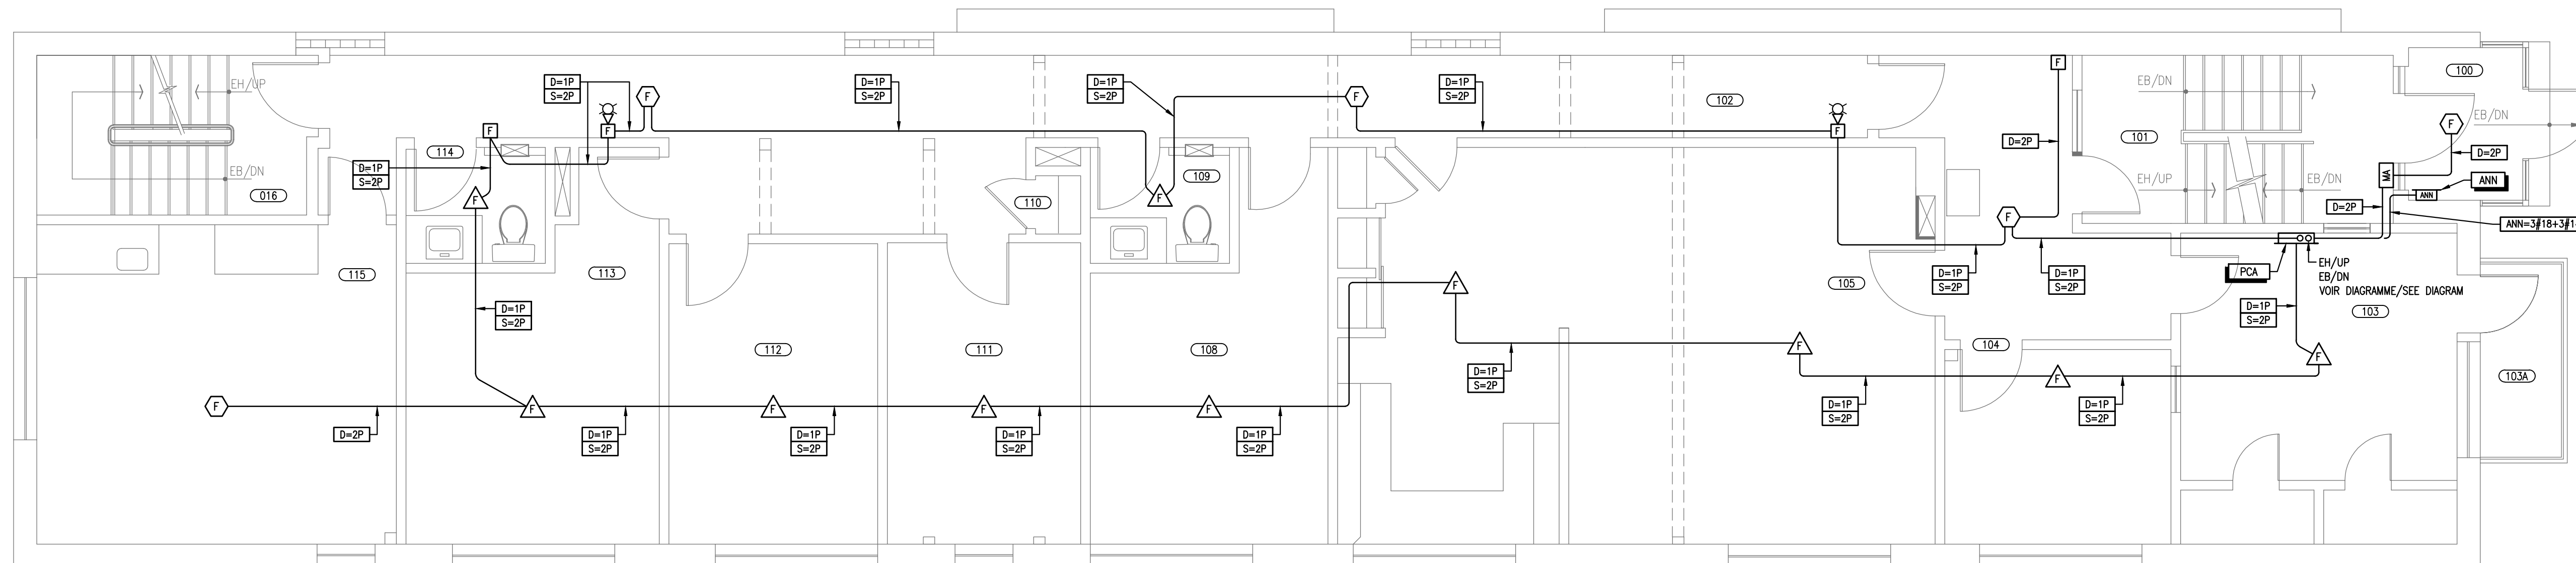 EH/UP
EB/DN
016
D=1P
S=2P
D=1P
S=2P
D=1P
S=2P
D=1P
S=2P
102
D=2P
101
EB/DN
EH/UP
EB/DN
100
EB/DN
D=2P
ANN
ANN
MA
D=2P
ANN=3#18+3#1
F
F
F
F
F
F
F
F
F
114
D=1P
S=2P
F
109
F
110
F
115
113
D=1P
S=2P
112
111
108
F
D=1P
S=2P
105
F
D=1P
S=2P
D=1P
S=2P
104
PCA
EH/UP
EB/DN
VOIR DIAGRAMME/SEE DIAGRAM
103
D=1P
S=2P
F
F
D=1P
S=2P
D=1P
S=2P
103A
F
D=2P
F
D=1P
S=2P
F
D=1P
S=2P
F
D=1P
S=2P
F
D=1P
S=2P